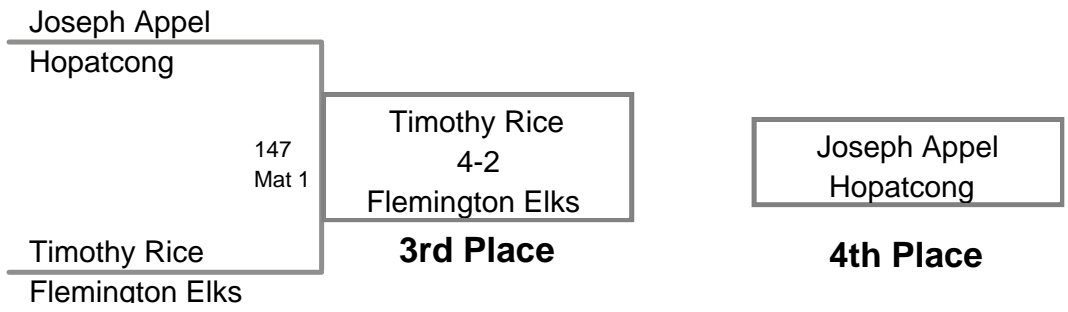 Joseph Appel
Hopatcong
147
Mat 1
Timothy Rice
Flemington Elks
Timothy Rice
4-2
Flemington Elks
3rd Place
Joseph Appel
Hopatcong
4th Place